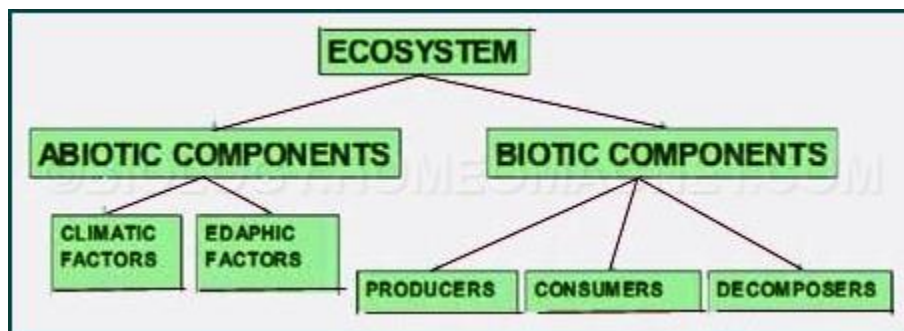 ECOSYSTEM
ABIOTIC COMPONENTS
BIOTIC COMPONENTS
CLIMATIC
FACTORS
EDAPHIC
FACTORS
PRODUCERS
CONSUMERS
DECOMPOSERS